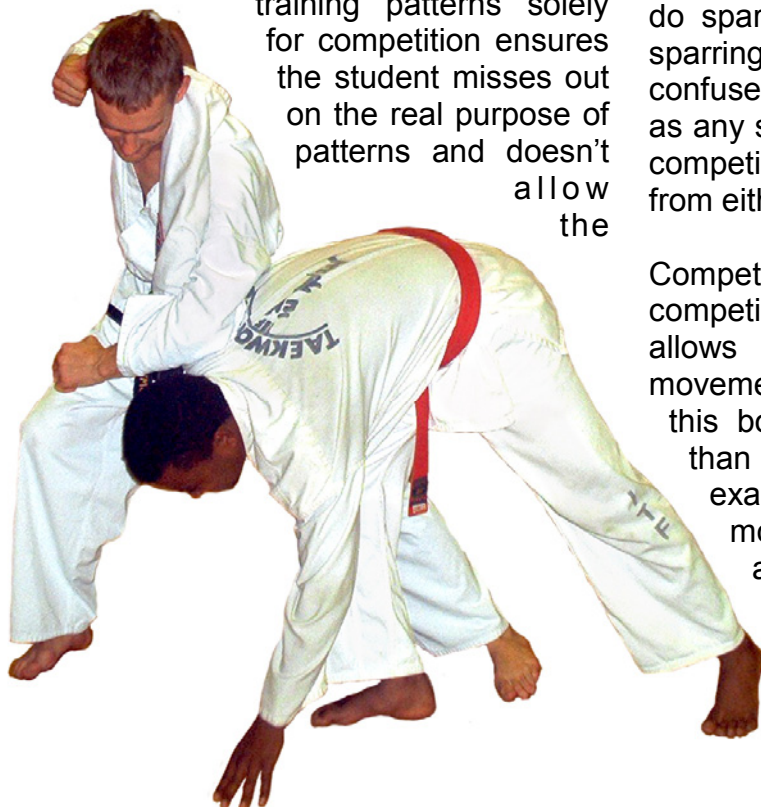 training patterns solely
for competition ensures
the student misses out
on the real purpose of
patterns and doesn't
allow
the
do spar
sparring
confuse
as any s
competi
from eith
Compet
competi
allows
moveme
this bo
than
exa
mo
a
TAEKWO
ITF